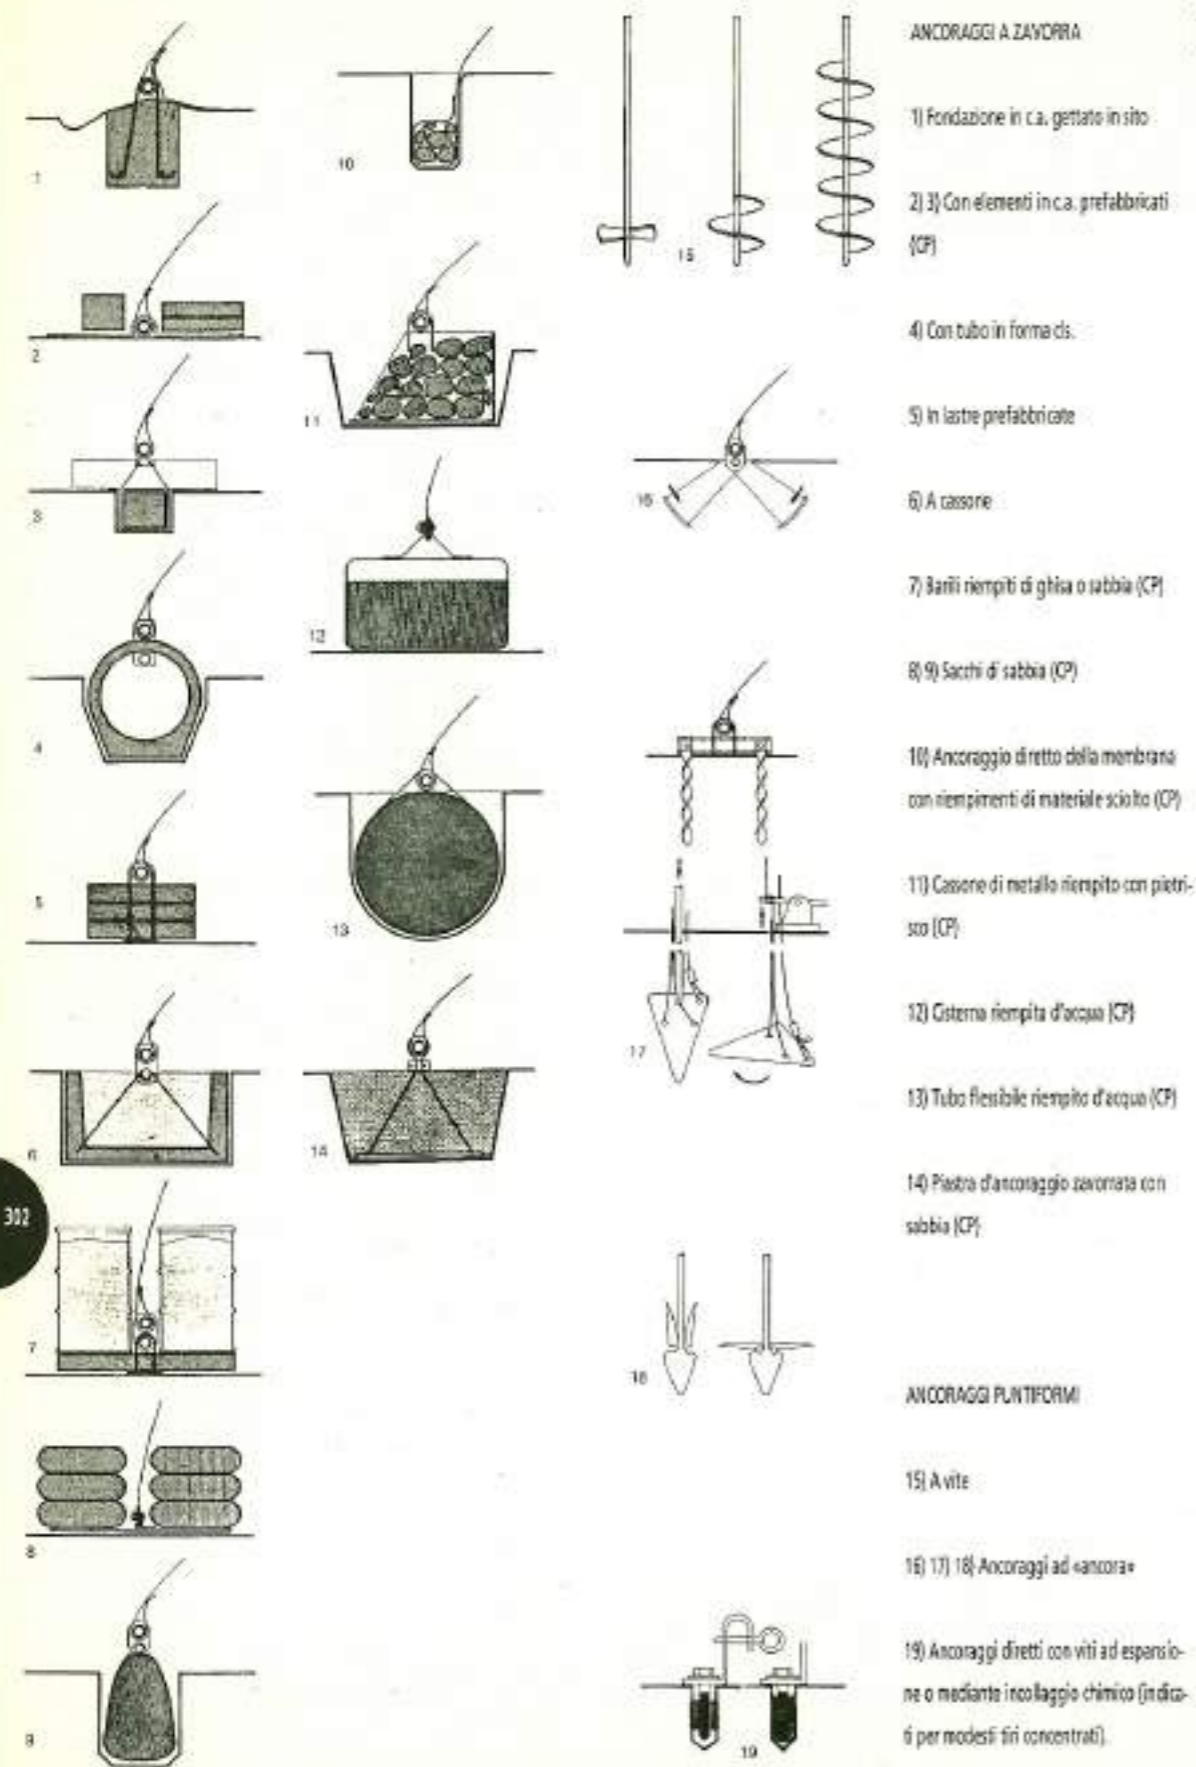 ANCORAGGI A ZAVORRA
1) Fondazione in c.a. gettato in sito
2) 3) Con elementi in c.a. prefabbricati
(CP)
4) Con tubo in forma cls.
5) In lastre prefabbricate
6) A cassone
7) Barili riempiti di ghisa o sabbia (CP)
8) 9) Sacchi di sabbia (CP)
10) Ancoraggio diretto della membrana
con riempimenti di materiale sciolto (CP)
11) Cassone di metallo riempito con pietri-
sco (CP)
12) Cisterna riempita d'acqua (CP)
13) Tubo flessibile riempito d'acqua (CP)
14) Piastra d'ancoraggio zavorrata con
sabbia (CP)
ANCORAGGI PUNTIFORMI
15) A vite
16) 17) 18) Ancoraggi ad «ancora»
19) Ancoraggi diretti con viti ad espansio-
ne o mediante incollaggio chimico (indica-
ti per modesti tiri concentrati).
1
2
3
4
5
6
7
8
9
10
11
12
13
14
15
16
17
18
19
302